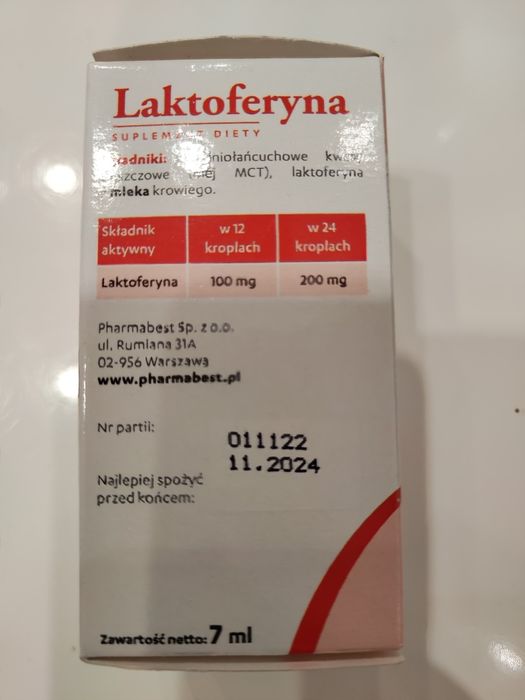 Laktoferyna
SUPLEMENT DIETY
kwasy
MCT), laktoferyna
mleka krowiego.
Składnik aktywny
w 12 kroplach
w 24 kroplach
Laktoferyna 100 mg 200 mg
Pharmabest Sp. z o.o.
ul. Rumiana 31A
02-956 Warszawa
www.pharmabest.pl
Nr partii:
011122
11.2024
Najlepiej spożyć
przed końcem:
Zawartość netto: 7 ml